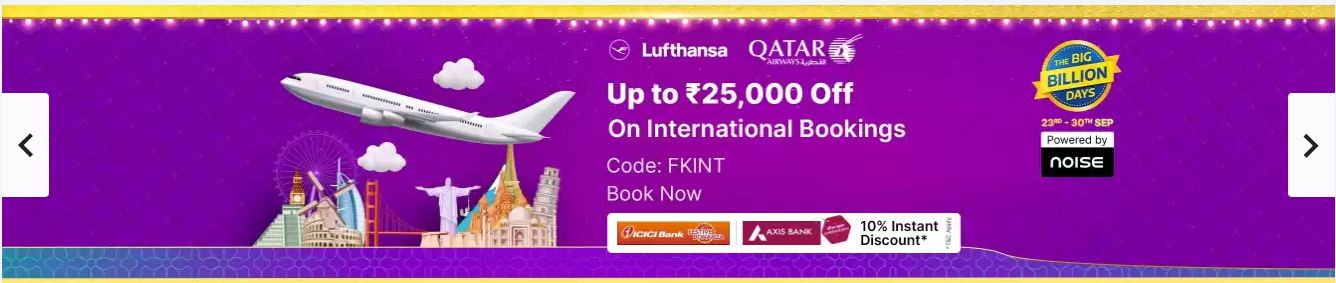 Lufthansa QATAR
AIRWAYS القطرية
Up to ₹25,000 Off
On International Bookings
Code: FKINT
Book Now
ICICI Bank AXIS BANK 10% Instant
Discount*
*T&C Apply
THE BIG
BILLION
DAYS
23RD - 30TH SEP
Powered by
NOISE